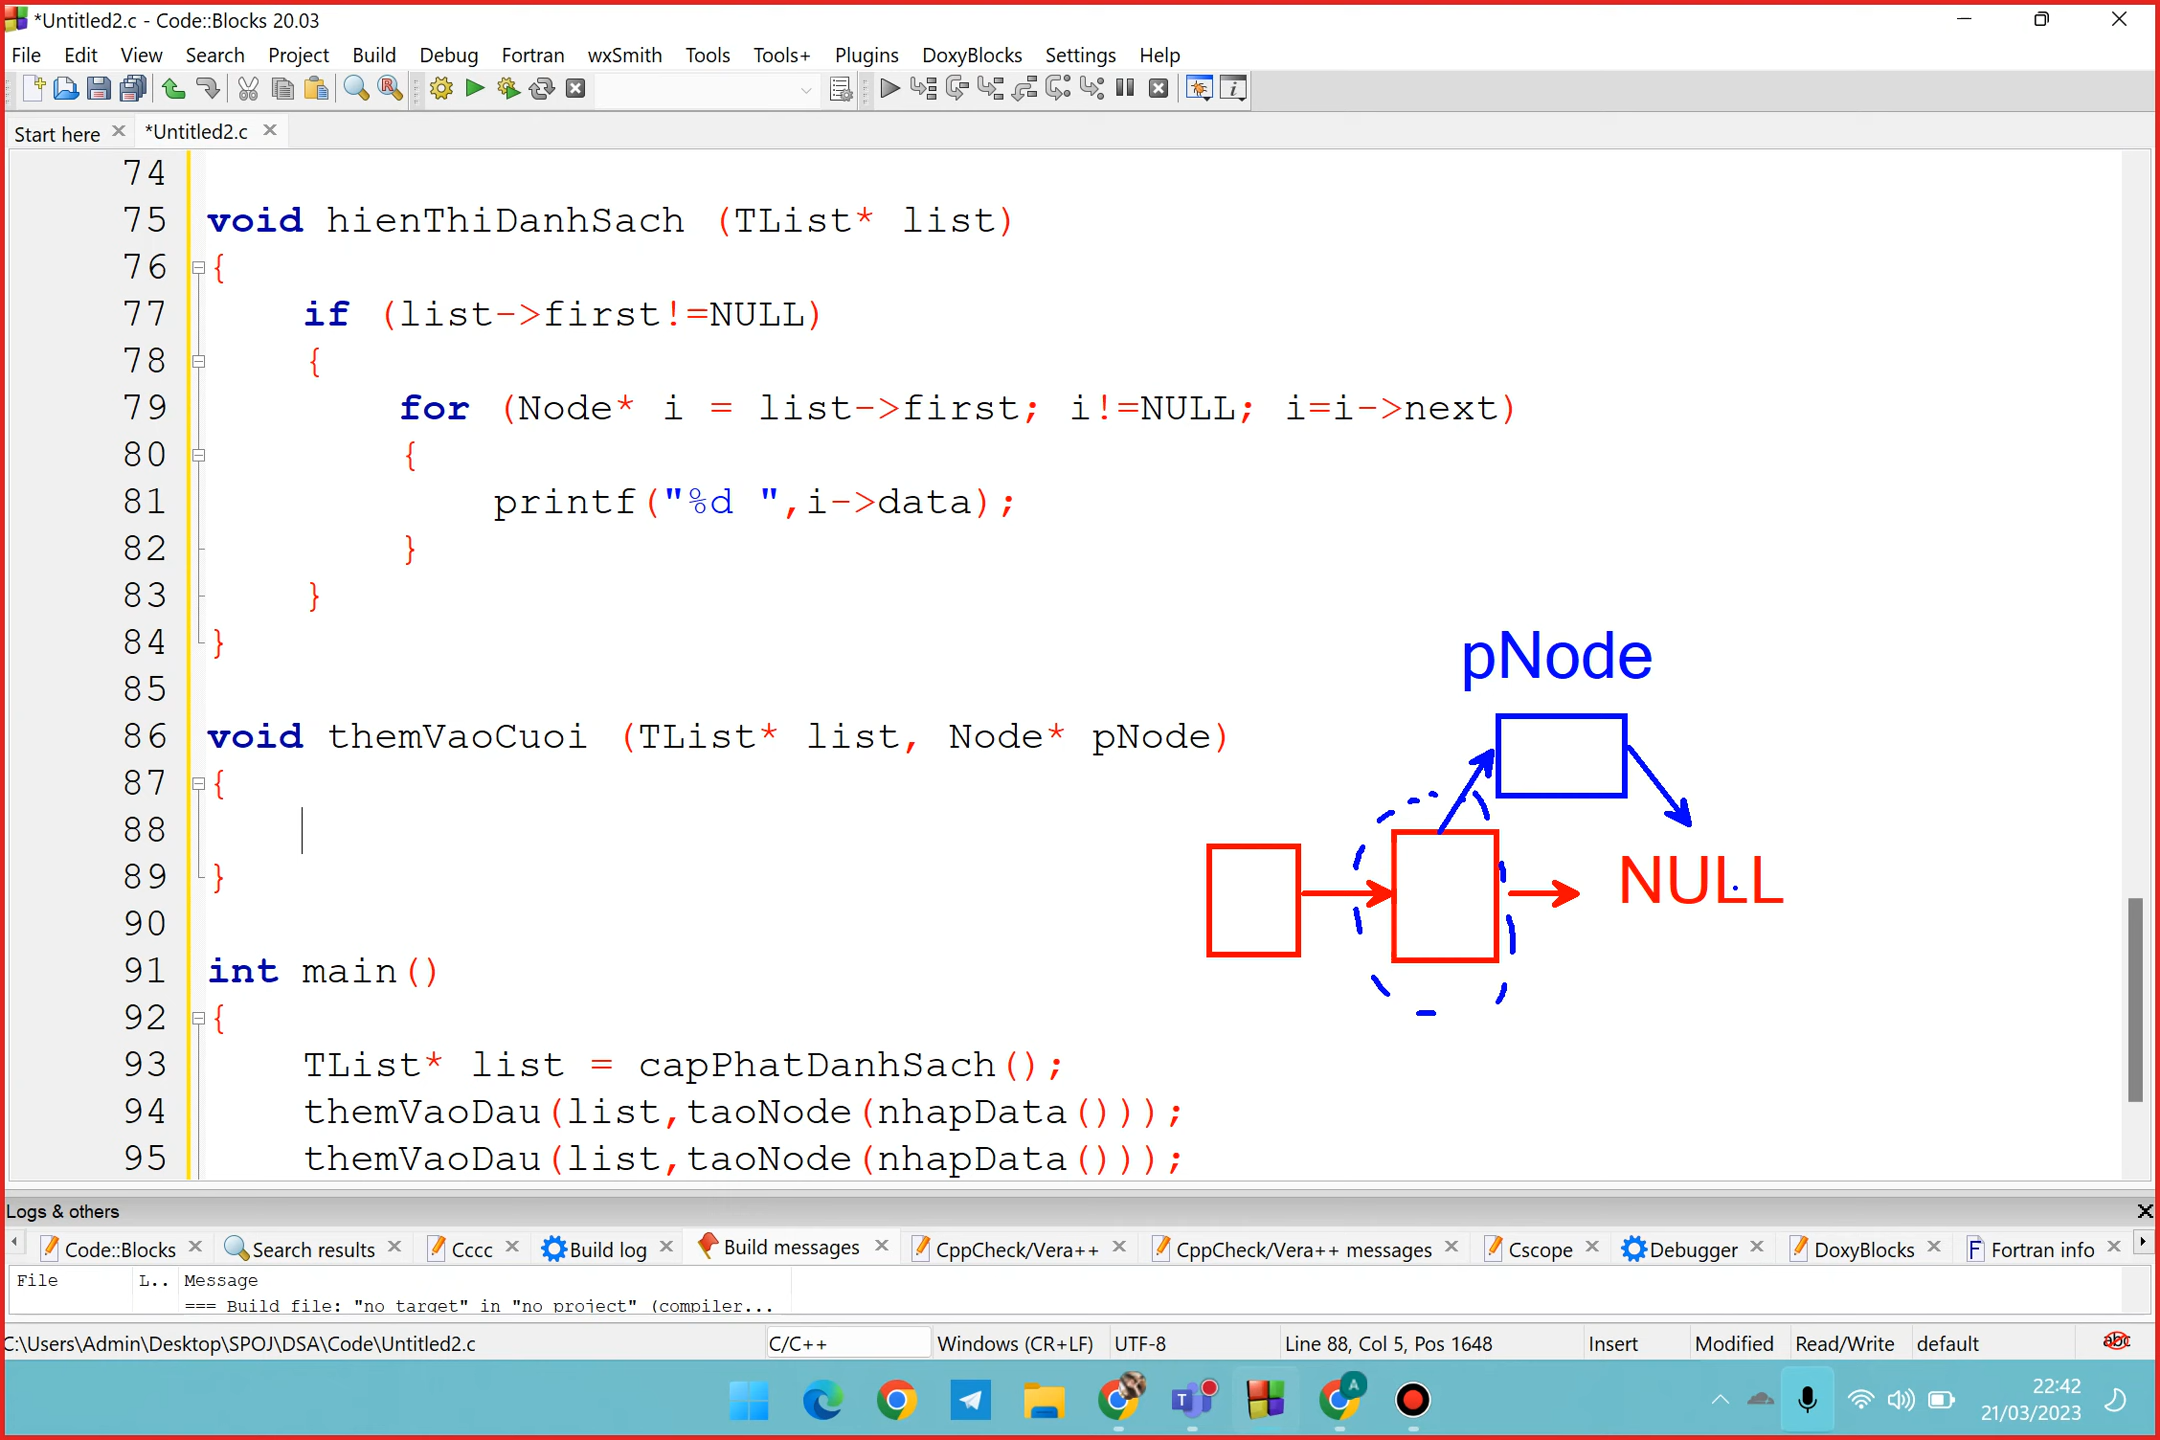 *Untitled2.c - Code::Blocks 20.03
File Edit View Search Project Build Debug Fortran wxSmith Tools Tools+ Plugins DoxyBlocks Settings Help
Start here *Untitled2.c
74
75 void hienThiDanhSach (TList* list)
76 {
77 if (list->first!=NULL)
78 {
79 for (Node* i = list->first; i!=NULL; i=i->next)
80 {
81 printf("%d ",i->data);
82 }
83 }
84 }
85
86 void themVaoCuoi (TList* list, Node* pNode)
87 {
88
89 }
90
91 int main()
92 {
93 TList* list = capPhatDanhSach();
94 themVaoDau(list,taoNode(nhapData()));
95 themVaoDau(list,taoNode(nhapData()));
pNode
NULL
Logs & others
Code::Blocks Search results Cccc Build log Build messages CppCheck/Vera++ CppCheck/Vera++ messages Cscope Debugger DoxyBlocks Fortran info
File L.. Message
=== Build file: "no target" in "no project" (compiler...
C:\Users\Admin\Desktop\SPOJ\DSA\Code\Untitled2.c C/C++ Windows (CR+LF) UTF-8 Line 88, Col 5, Pos 1648 Insert Modified Read/Write default
22:42
21/03/2023